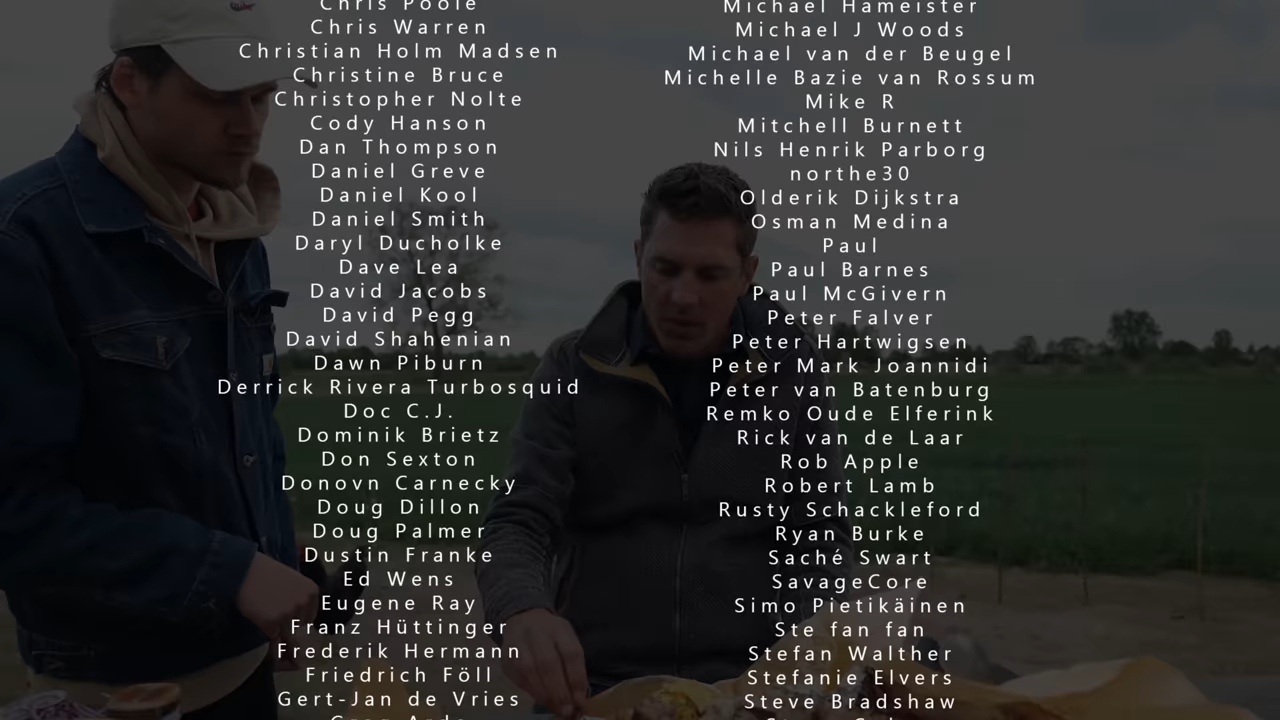 Chris Poole
Chris Warren
Christian Holm Madsen
Christine Bruce
Christopher Nolte
Cody Hanson
Dan Thompson
Daniel Greve
Daniel Kool
Daniel Smith
Daryl Ducholke
Dave Lea
David Jacobs
David Pegg
David Shahenian
Dawn Piburn
Derrick Rivera Turbosquid
Doc C.J.
Dominik Brietz
Don Sexton
Donovn Carnecky
Doug Dillon
Doug Palmer
Dustin Franke
Ed Wens
Eugene Ray
Franz Hüttinger
Frederik Hermann
Friedrich Föll
Gert-Jan de Vries
Michael Hameister
Michael J Woods
Michael van der Beugel
Michelle Bazie van Rossum
Mike R
Mitchell Burnett
Nils Henrik Parborg
northe30
Olderik Dijkstra
Osman Medina
Paul
Paul Barnes
Paul McGivern
Peter Falver
Peter Hartwigsen
Peter Mark Joannidi
Peter van Batenburg
Remko Oude Elferink
Rick van de Laar
Rob Apple
Robert Lamb
Rusty Schackleford
Ryan Burke
Saché Swart
SavageCore
Simo Pietikäinen
Ste fan fan
Stefan Walther
Stefanie Elvers
Steve Bradshaw